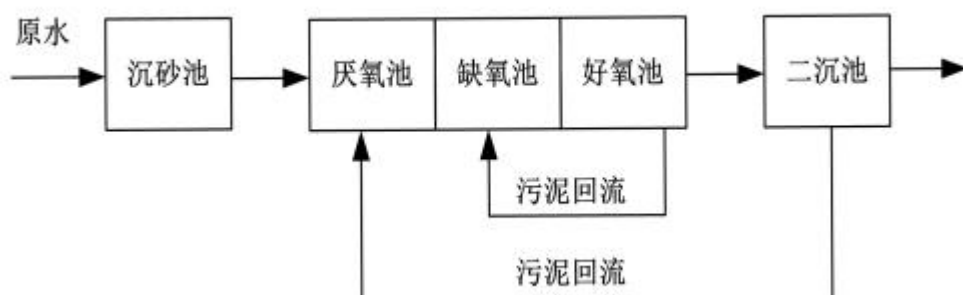 原水
沉砂池
厌氧池
缺氧池
好氧池
二沉池
污泥回流
污泥回流